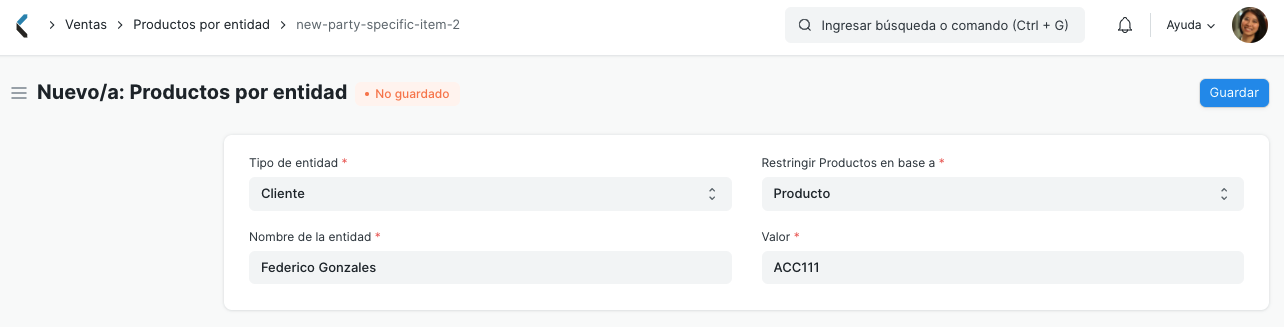 Ventas Productos por entidad new-party-specific-item-2 Ingresar búsqueda o comando (Ctrl + G) Ayuda
Nuevo/a: Productos por entidad • No guardado Guardar
Tipo de entidad * Restringir Productos en base a *
Cliente Producto
Nombre de la entidad * Valor *
Federico Gonzales ACC111